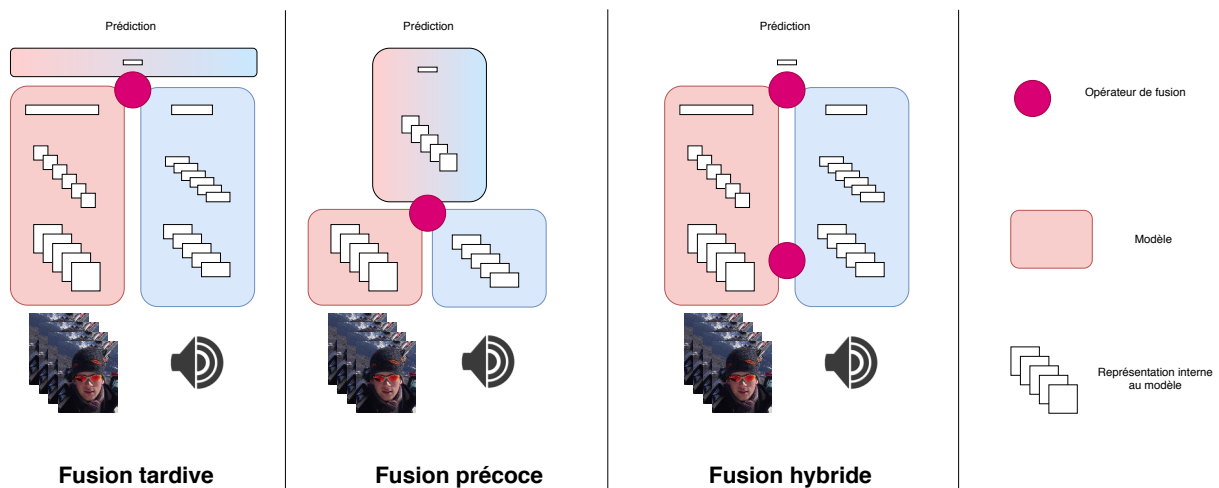 Prédiction
Prédiction
Prédiction
Opérateur de fusion
Modèle
Représentation interne
au modèle
Fusion tardive
Fusion précoce
Fusion hybride